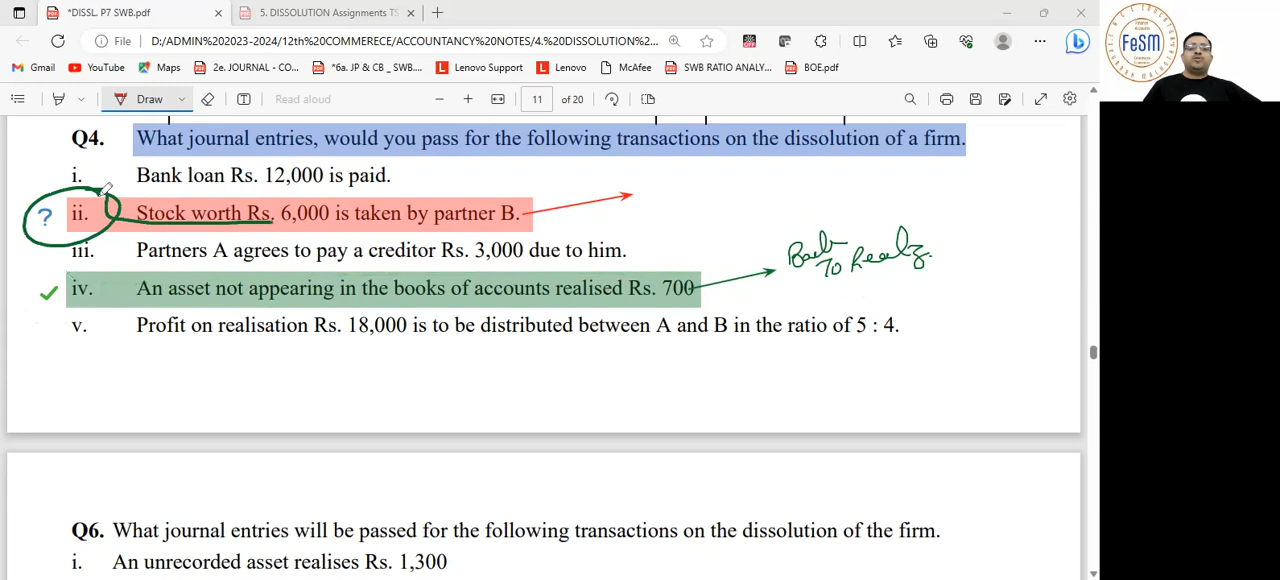 *DISSL. P7 SWB.pdf
5. DISSOLUTION Assignments TS
File
D:/ADMIN%202023-2024/12th%20COMMERCE/ACCOUNTANCY%20NOTES/4.%20DISSOLUTION%...
Gmail
YouTube
Maps
2e. JOURNAL - CO...
*6a. JP R SCB _ SWB....
Lenovo Support
Lenovo
McAfee
SWB RATIO ANALY...
BOE.pdf
Draw
Read aloud
11 of 20
FeSM
Q4. What journal entries, would you pass for the following transactions on the dissolution of a firm.
i. Bank loan Rs. 12,000 is paid.
? ii. Stock worth Rs. 6,000 is taken by partner B.
iii. Partners A agrees to pay a creditor Rs. 3,000 due to him.
iv. An asset not appearing in the books of accounts realised Rs. 700
To Realz.
v. Profit on realisation Rs. 18,000 is to be distributed between A and B in the ratio of 5 : 4.
Q6. What journal entries will be passed for the following transactions on the dissolution of the firm.
i. An unrecorded asset realises Rs. 1,300